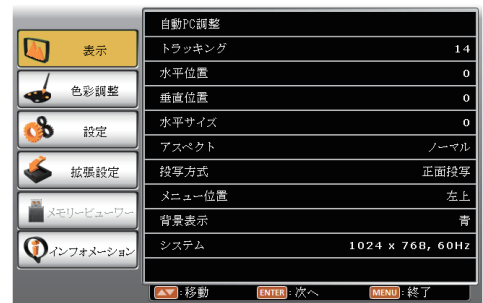 表示
色彩調整
設定
拡張設定
メモリービューワー
インフォメーション
自動PC調整
トラッキング 14
水平位置 0
垂直位置 0
水平サイズ 0
アスペクト ノーマル
投写方式 正面投写
メニュー位置 左上
背景表示 青
システム 1024 x 768, 60Hz
▲▼:移動 ENTER:次へ MENU:終了